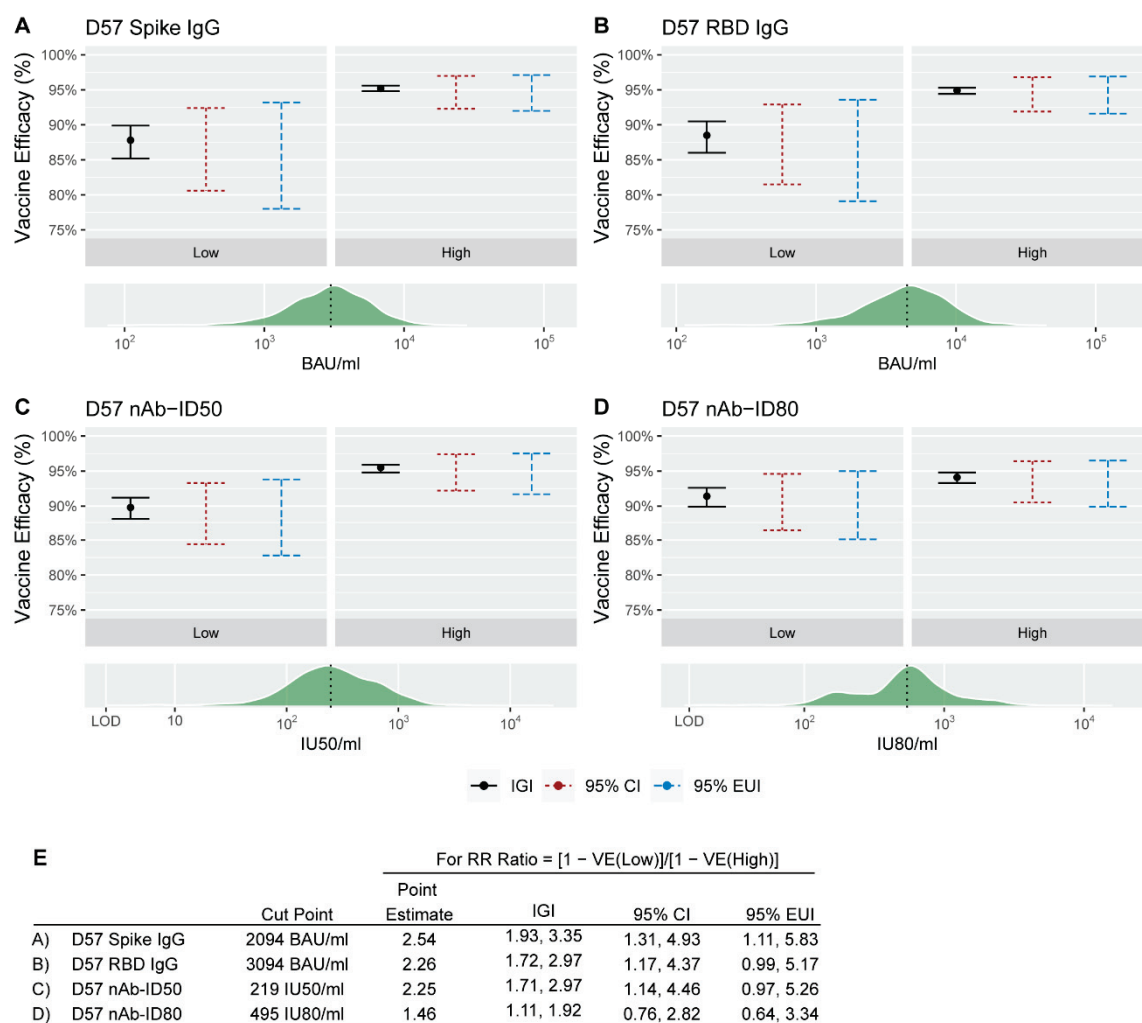 A D57 Spike IgG
Vaccine Efficacy (%)
100%
95%
90%
85%
80%
75%
Low High
10² 10³ 10⁴ 10⁵
BAU/ml
B D57 RBD IgG
Vaccine Efficacy (%)
100%
95%
90%
85%
80%
75%
Low High
10² 10³ 10⁴ 10⁵
BAU/ml
C D57 nAb−ID50
Vaccine Efficacy (%)
100%
95%
90%
85%
80%
75%
Low High
LOD 10 10² 10³ 10⁴
IU50/ml
D D57 nAb−ID80
Vaccine Efficacy (%)
100%
95%
90%
85%
80%
75%
Low High
LOD 10² 10³ 10⁴
IU80/ml
IGI 95% CI 95% EUI
E
For RR Ratio = [1 − VE(Low)]/[1 − VE(High)]
Point
Cut Point Estimate IGI 95% CI 95% EUI
A) D57 Spike IgG 2094 BAU/ml 2.54 1.93, 3.35 1.31, 4.93 1.11, 5.83
B) D57 RBD IgG 3094 BAU/ml 2.26 1.72, 2.97 1.17, 4.37 0.99, 5.17
C) D57 nAb-ID50 219 IU50/ml 2.25 1.71, 2.97 1.14, 4.46 0.97, 5.26
D) D57 nAb-ID80 495 IU80/ml 1.46 1.11, 1.92 0.76, 2.82 0.64, 3.34